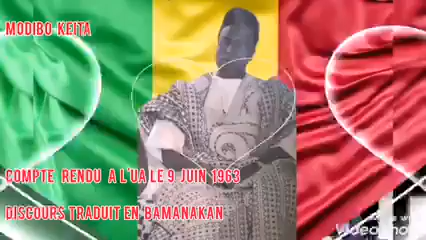 MODIBO KEITA
COMPTE RENDU A L'UA LE 9 JUIN 1963
DISCOURS TRADUIT EN BAMANAKAN